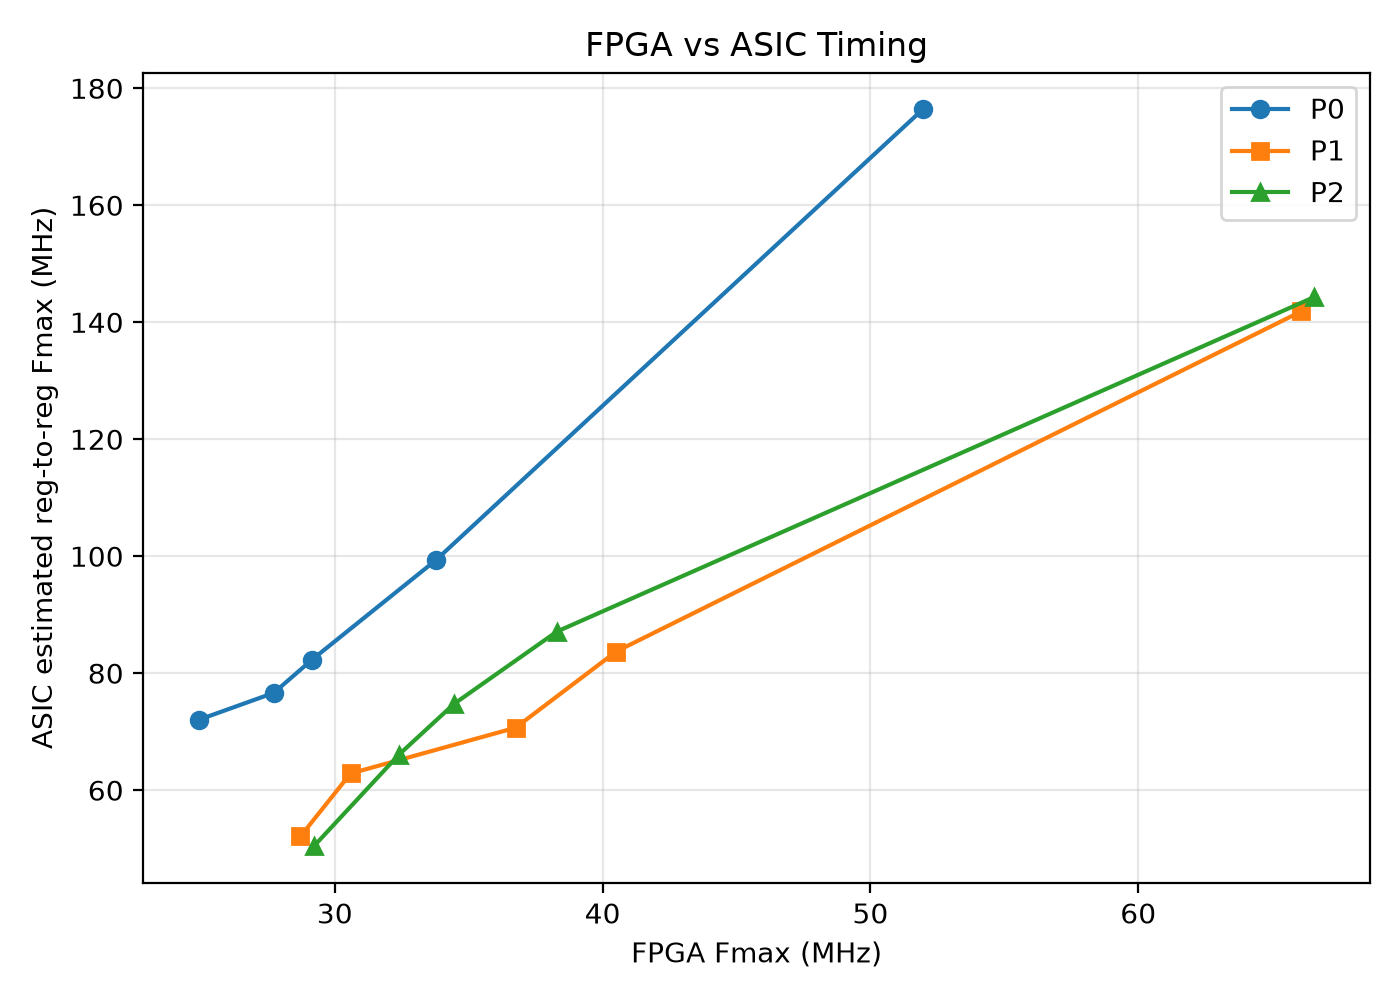 FPGA vs ASIC Timing
ASIC estimated reg-to-reg Fmax (MHz)
180
160
140
120
100
80
60
P0
P1
P2
30
40
50
60
FPGA Fmax (MHz)